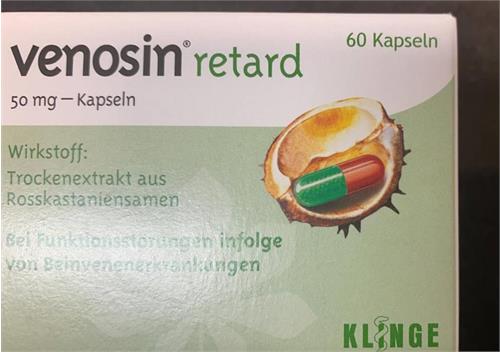 venosin® retard
60 Kapseln
50 mg – Kapseln
Wirkstoff:
Trockenextrakt aus
Rosskastaniensamen
Bei Funktionsstörungen infolge
von Beinvenenerkrankungen
KLINGE